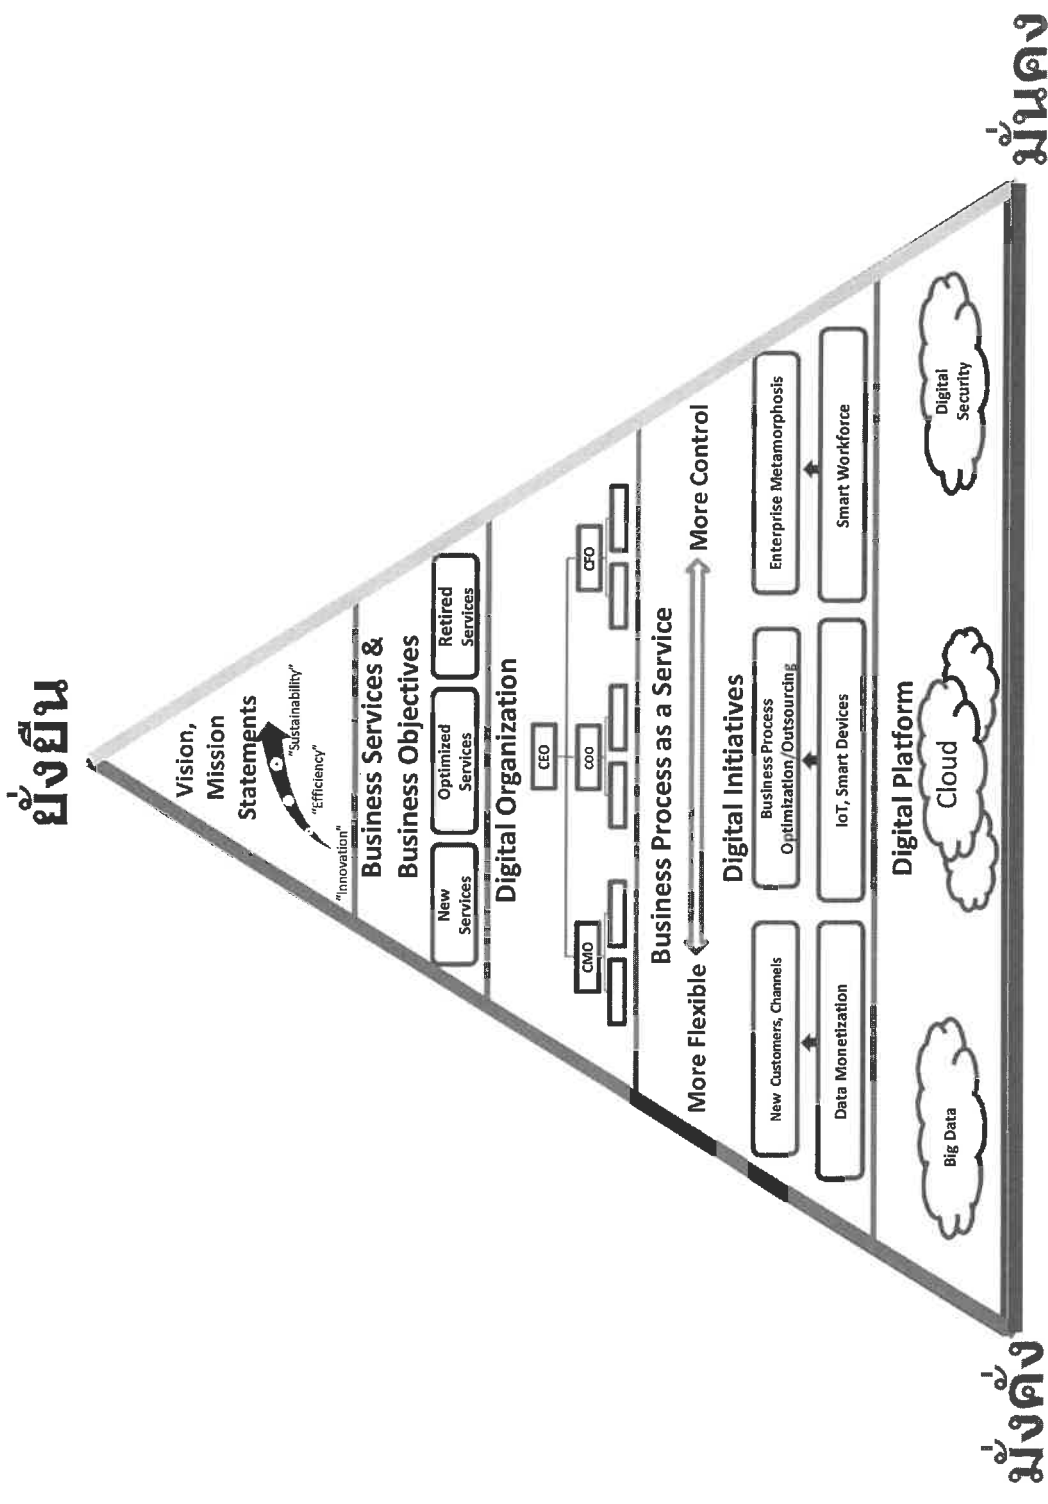 ยั่งยืน
Vision,
Mission
Statements
"Innovation"
"Efficiency"
"Sustainability"
Business Services &
Business Objectives
New
Services
Optimized
Services
Retired
Services
Digital Organization
CEO
CMO
COO
CFO
Business Process as a Service
More Flexible
More Control
Digital Initiatives
New Customers, Channels
Business Process
Optimization/Outsourcing
Enterprise Metamorphosis
Data Monetization
IoT, Smart Devices
Smart Workforce
Digital Platform
Big Data
Cloud
Digital
Security
มั่งคั่ง
มั่นคง